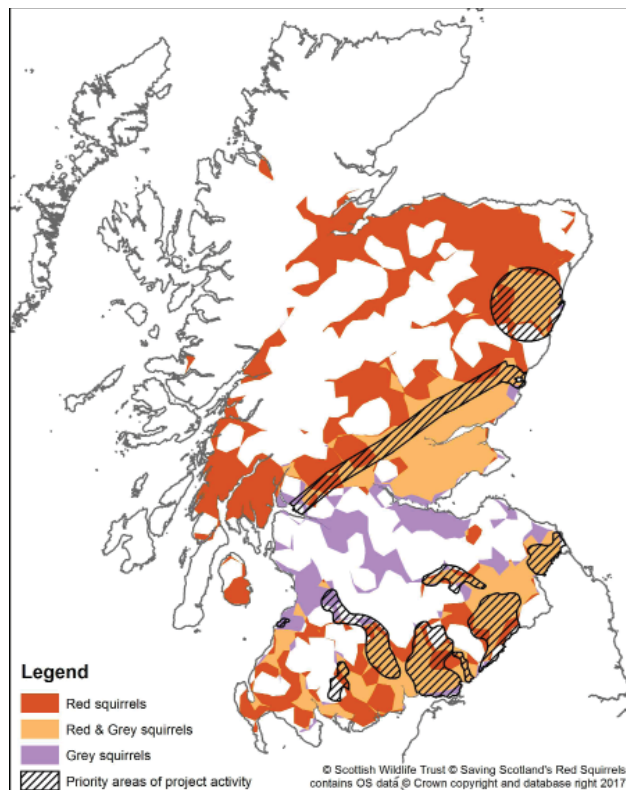 Legend
Red squirrels
Red & Grey squirrels
Grey squirrels
Priority areas of project activity
© Scottish Wildlife Trust © Saving Scotland's Red Squirrels
contains OS data © Crown copyright and database right 2017